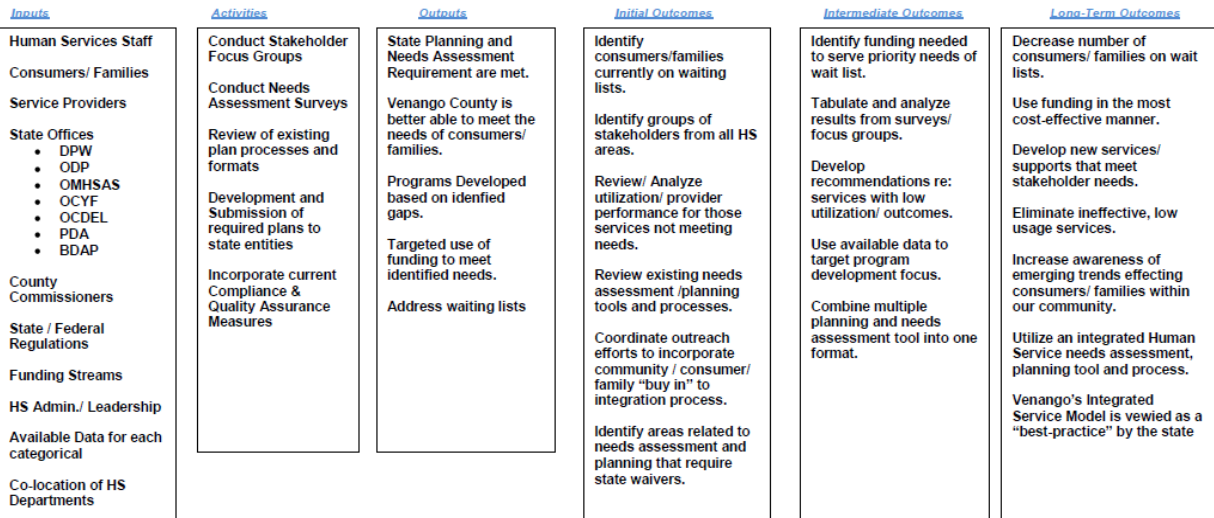 Inputs
Human Services Staff
Consumers/ Families
Service Providers
State Offices
• DPW
• ODP
• OMHSAS
• OCYF
• OCDEL
• PDA
• BDAP
County
Commissioners
State / Federal
Regulations
Funding Streams
HS Admin./ Leadership
Available Data for each
categorical
Co-location of HS
Departments
Activities
Conduct Stakeholder
Focus Groups
Conduct Needs
Assessment Surveys
Review of existing
plan processes and
formats
Development and
Submission of
required plans to
state entities
Incorporate current
Compliance &
Quality Assurance
Measures
Outputs
State Planning and
Needs Assessment
Requirement are met.
Venango County is
better able to meet the
needs of consumers/
families.
Programs Developed
based on idenfied
gaps.
Targeted use of
funding to meet
identified needs.
Address waiting lists
Initial Outcomes
Identify
consumers/families
currently on waiting
lists.
Identify groups of
stakeholders from all HS
areas.
Review/ Analyze
utilization/ provider
performance for those
services not meeting
needs.
Review existing needs
assessment /planning
tools and processes.
Coordinate outreach
efforts to incorporate
community / consumer/
family “buy in” to
integration process.
Identify areas related to
needs assessment and
planning that require
state waivers.
Intermediate Outcomes
Identify funding needed
to serve priority needs of
wait list.
Tabulate and analyze
results from surveys/
focus groups.
Develop
recommendations re:
services with low
utilization/ outcomes.
Use available data to
target program
development focus.
Combine multiple
planning and needs
assessment tool into one
format.
Long-Term Outcomes
Decrease number of
consumers/ families on wait
lists.
Use funding in the most
cost-effective manner.
Develop new services/
supports that meet
stakeholder needs.
Eliminate ineffective, low
usage services.
Increase awareness of
emerging trends effecting
consumers/ families within
our community.
Utilize an integrated Human
Service needs assessment,
planning tool and process.
Venango’s Integrated
Service Model is vewied as a
“best-practice” by the state